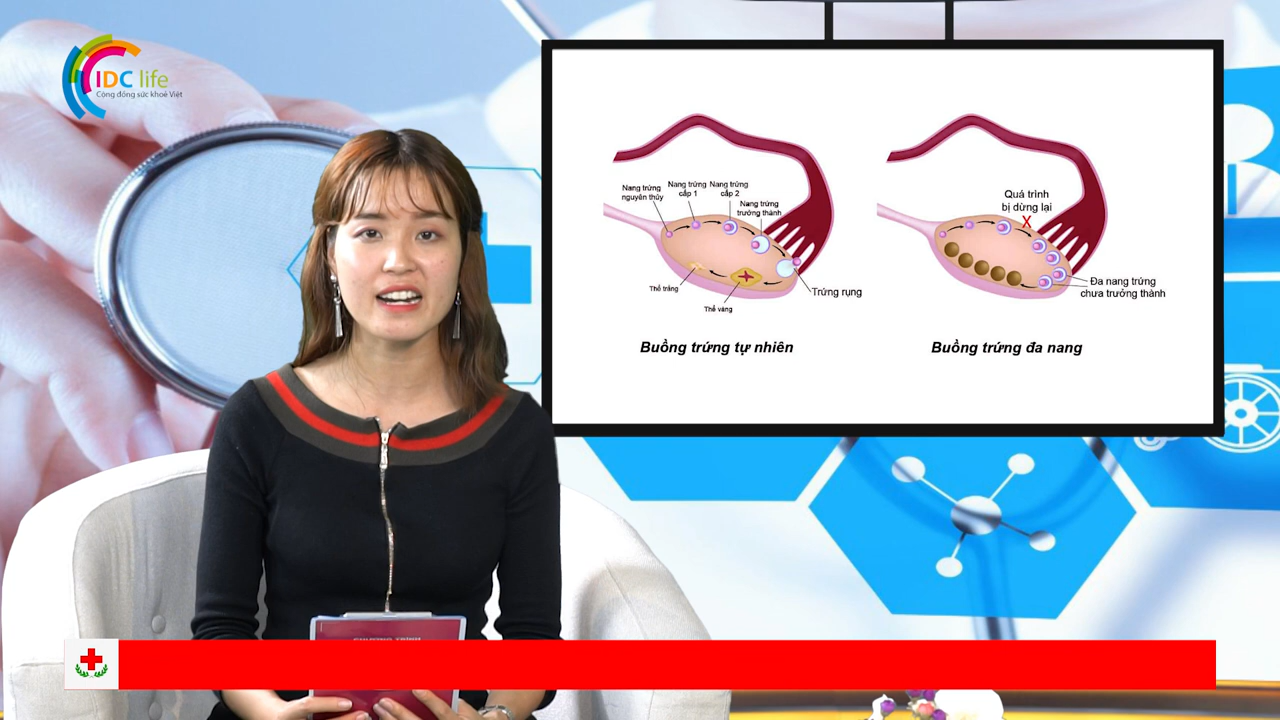 IDC life
Cộng đồng sức khoẻ Việt
Nang trứng
nguyên thủy
Nang trứng
cấp 1
Nang trứng
cấp 2
Nang trứng
trưởng thành
Thể trắng
Thể vàng
Trứng rụng
Buồng trứng tự nhiên
Quá trình
bị dừng lại
X
Đa nang trứng
chưa trưởng thành
Buồng trứng đa nang